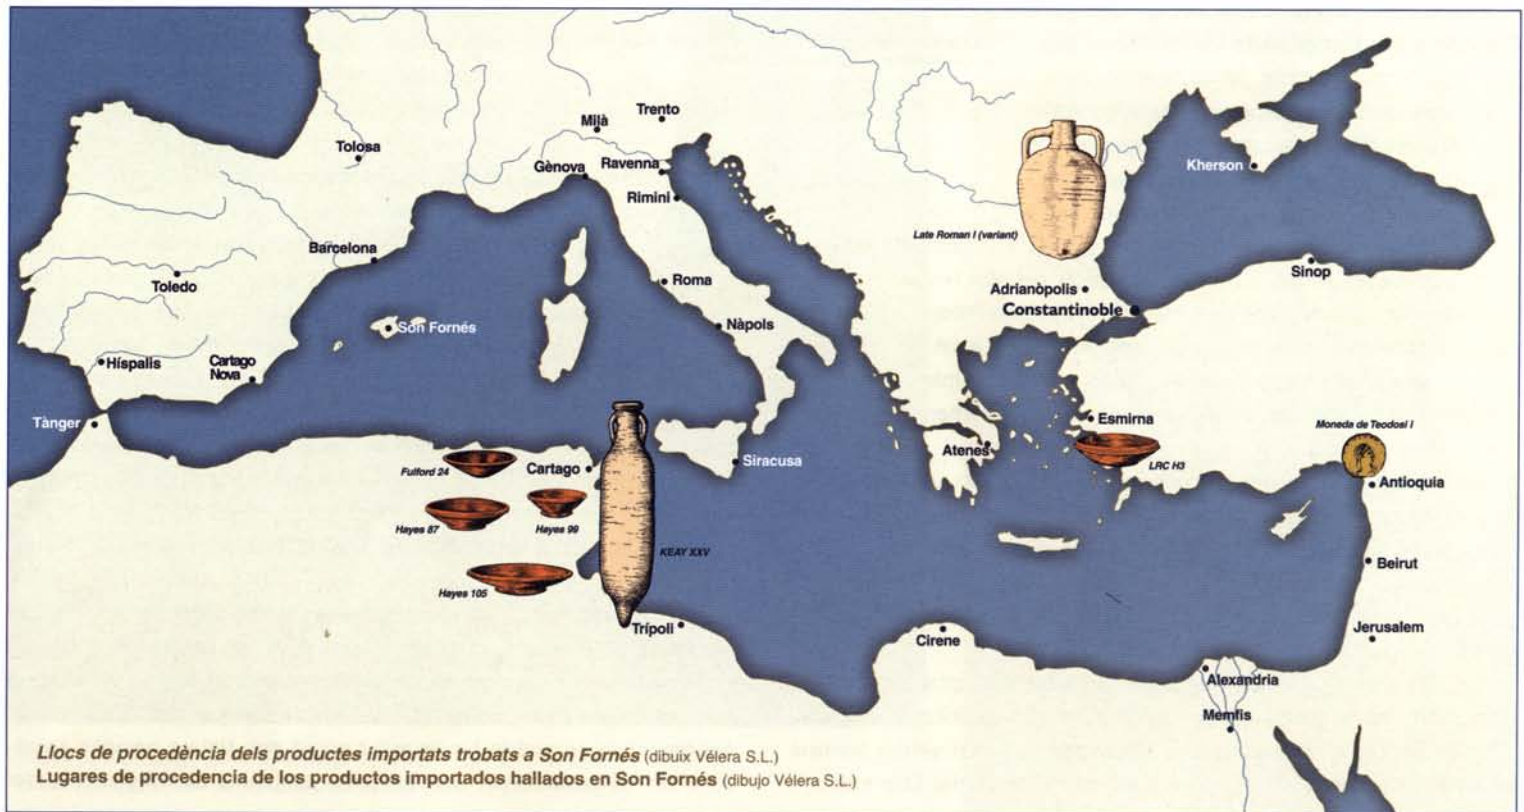 Trento
Milà
Tolosa
Gènova
Ravenna
Kherson
Rimini
Late Roman I (variant)
Barcelona
Sinop
Toledo
Roma
Adrianòpolis
Constantinoble
Son Fornés
Nàpols
Híspalis
Cartago
Nova
Tànger
Esmirna
Moneda de Teodosi I
Atenes
Siracusa
LRC H3
Fulford 24
Cartago
Antioquia
Hayes 87
Hayes 99
KEAY XXV
Beirut
Hayes 105
Trípoli
Cirene
Jerusalem
Alexandria
Memfis
Llocs de procedència dels productes importats trobats a Son Fornés (dibuix Vélera S.L.)
Lugares de procedencia de los productos importados hallados en Son Fornés (dibujo Vélera S.L.)